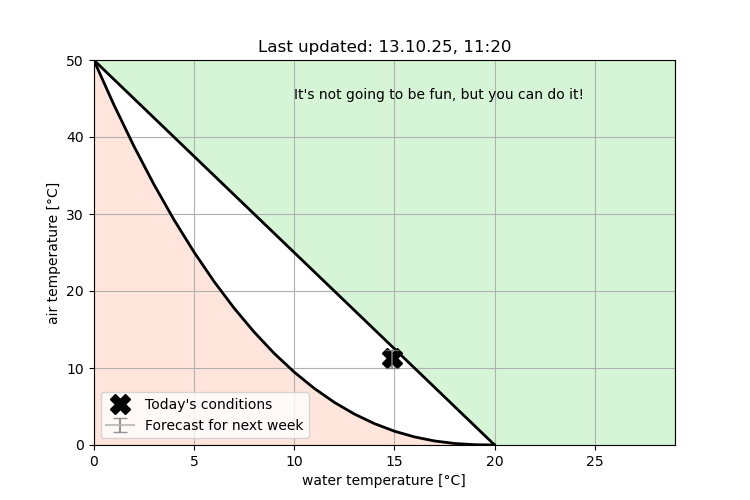 Last updated: 13.10.25, 11:20
50
It's not going to be fun, but you can do it!
40
30
air temperature [°C]
20
10
Today's conditions
Forecast for next week
0
0 5 10 15 20 25
water temperature [°C]